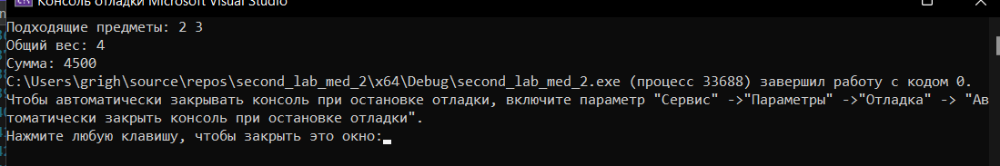 Консоль отладки Microsoft Visual Studio
Подходящие предметы: 2 3
Общий вес: 4
Сумма: 4500
C:\Users\grigh\source\repos\second_lab_med_2\x64\Debug\second_lab_med_2.exe (процесс 33688) завершил работу с кодом 0.
Чтобы автоматически закрывать консоль при остановке отладки, включите параметр "Сервис" ->"Параметры" ->"Отладка" -> "Ав
томатически закрыть консоль при остановке отладки".
Нажмите любую клавишу, чтобы закрыть это окно: